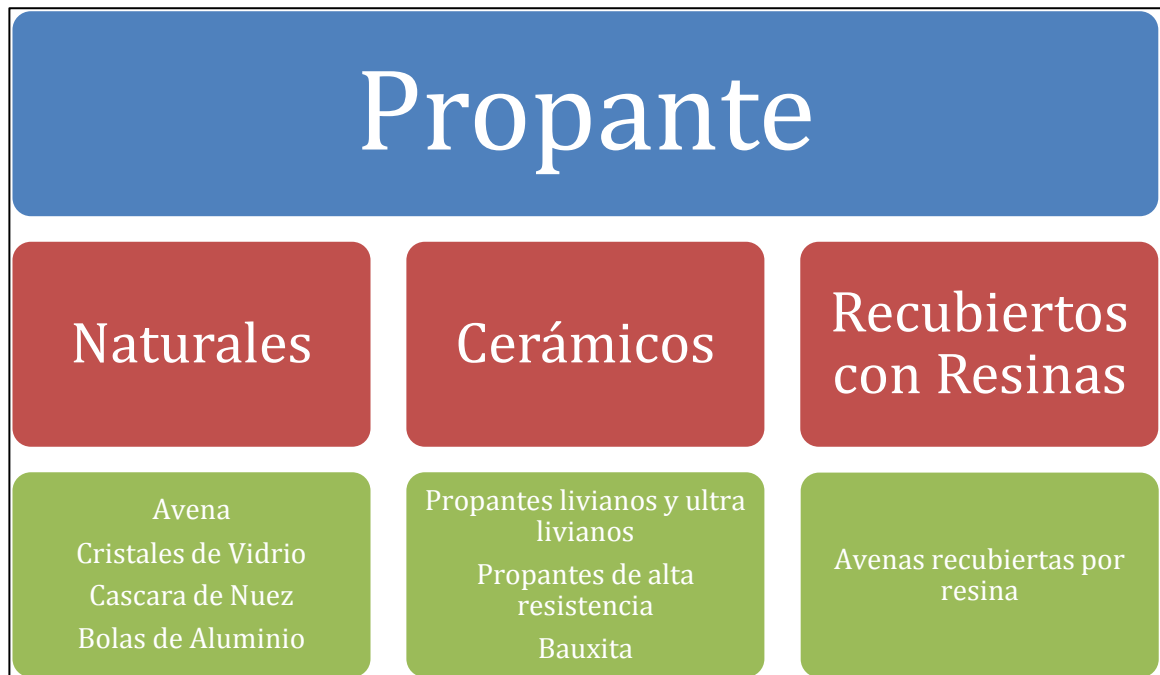 Propante
Naturales
Cerámicos
Recubiertos
con Resinas
Avena
Cristales de Vidrio
Cascara de Nuez
Bolas de Aluminio
Propantes livianos y ultra
livianos
Propantes de alta
resistencia
Bauxita
Avenas recubiertas por
resina